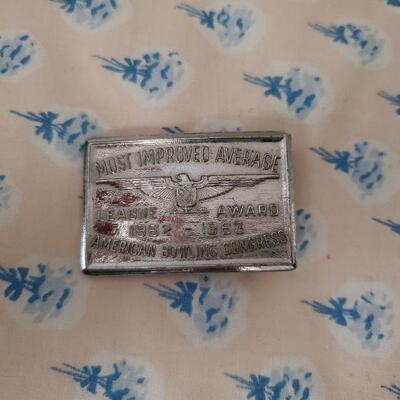 MOST IMPROVED AVERAGE
LEAGUE AWARD
1962 - 1963
AMERICAN BOWLING CONGRESS